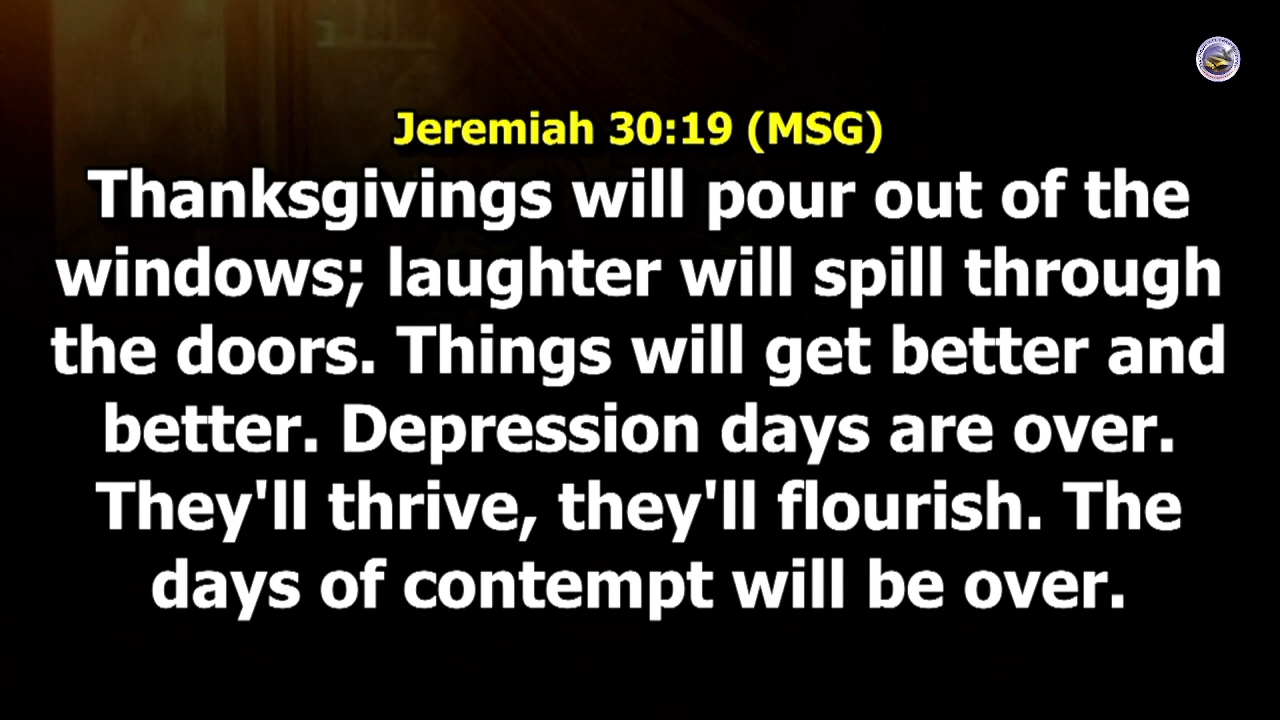 Jeremiah 30:19 (MSG)
Thanksgivings will pour out of the
windows; laughter will spill through
the doors. Things will get better and
better. Depression days are over.
They'll thrive, they'll flourish. The
days of contempt will be over.